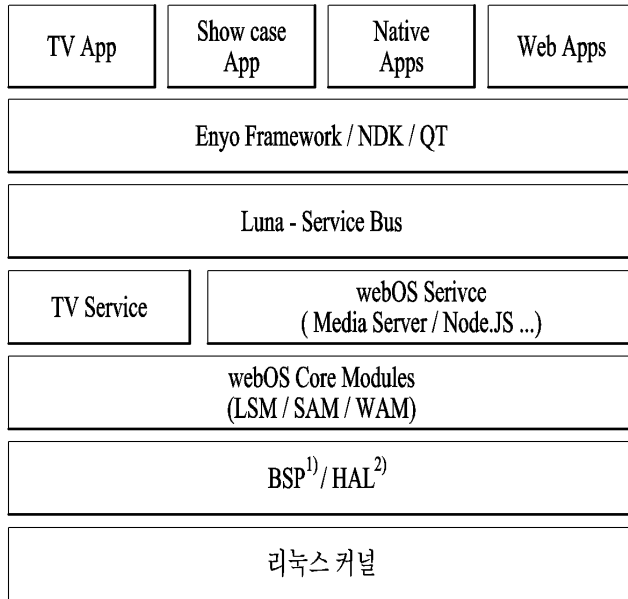 TV App
Show case
App
Native
Apps
Web Apps
Enyo Framework / NDK / QT
Luna - Service Bus
TV Service
webOS Serivce
( Media Server / Node.JS ...)
webOS Core Modules
(LSM / SAM / WAM)
BSP1) / HAL2)
리눅스 커널